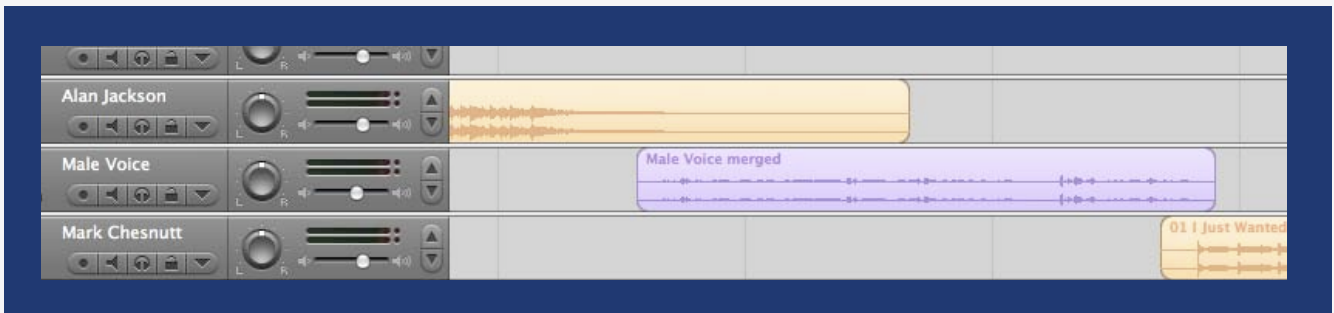 L R
Alan Jackson
L R
Male Voice
Male Voice merged
L R
Mark Chesnutt
01 I Just Wanted
L R